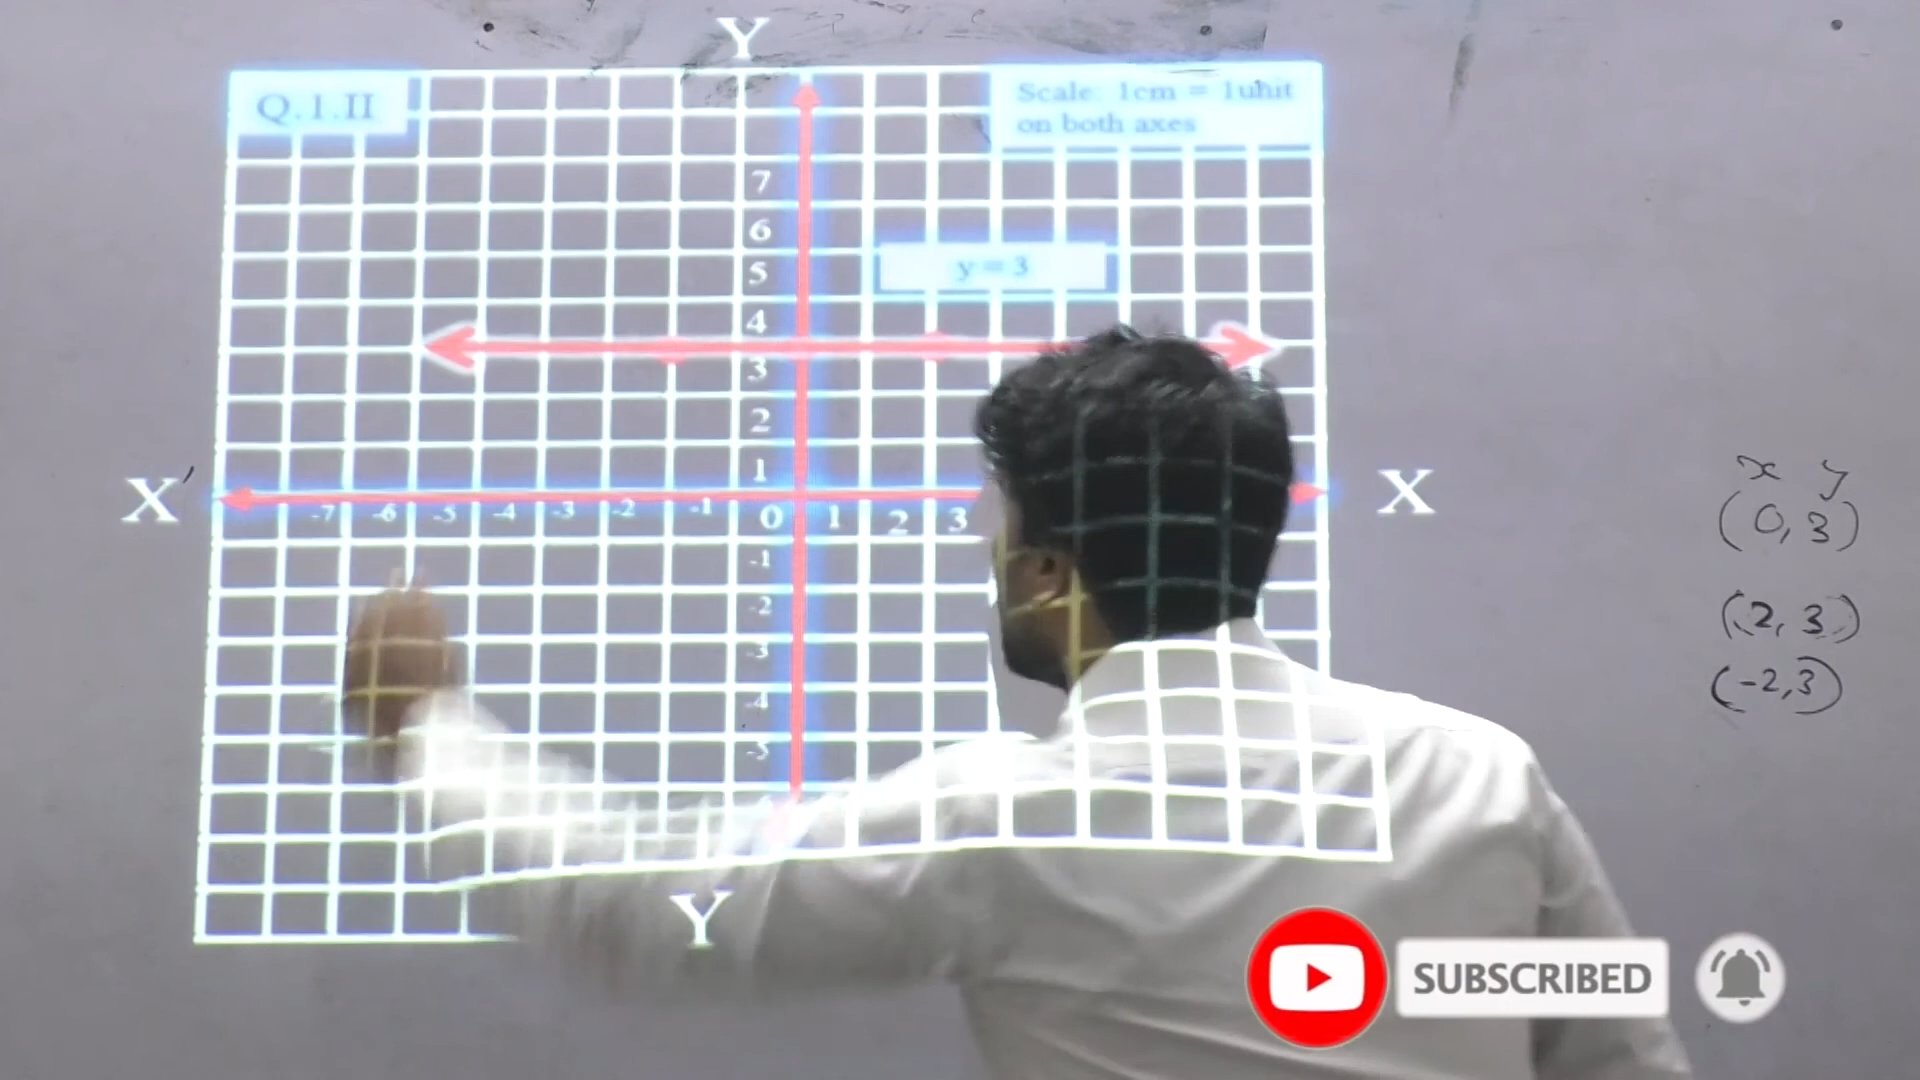 Y
Q.1.II
Scale: 1cm = 1unit
on both axes
7
6
5
y = 3
4
3
2
1
X'
-7 -6 -5 -4 -3 -2 -1 0 1 2 3
X
-1
-2
-3
-4
-5
Y
x y
(0, 3)
(2, 3)
(-2, 3)
SUBSCRIBED